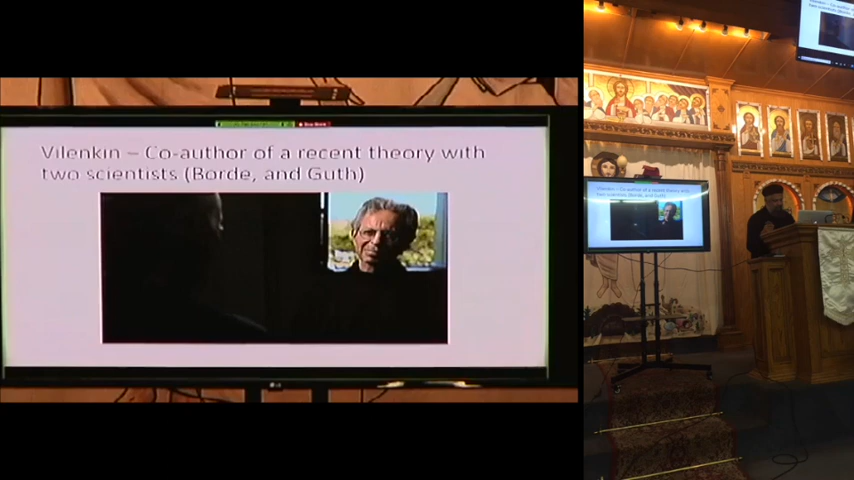 Vilenkin – Co-author of a recent theory with
two scientists (Borde, and Guth)